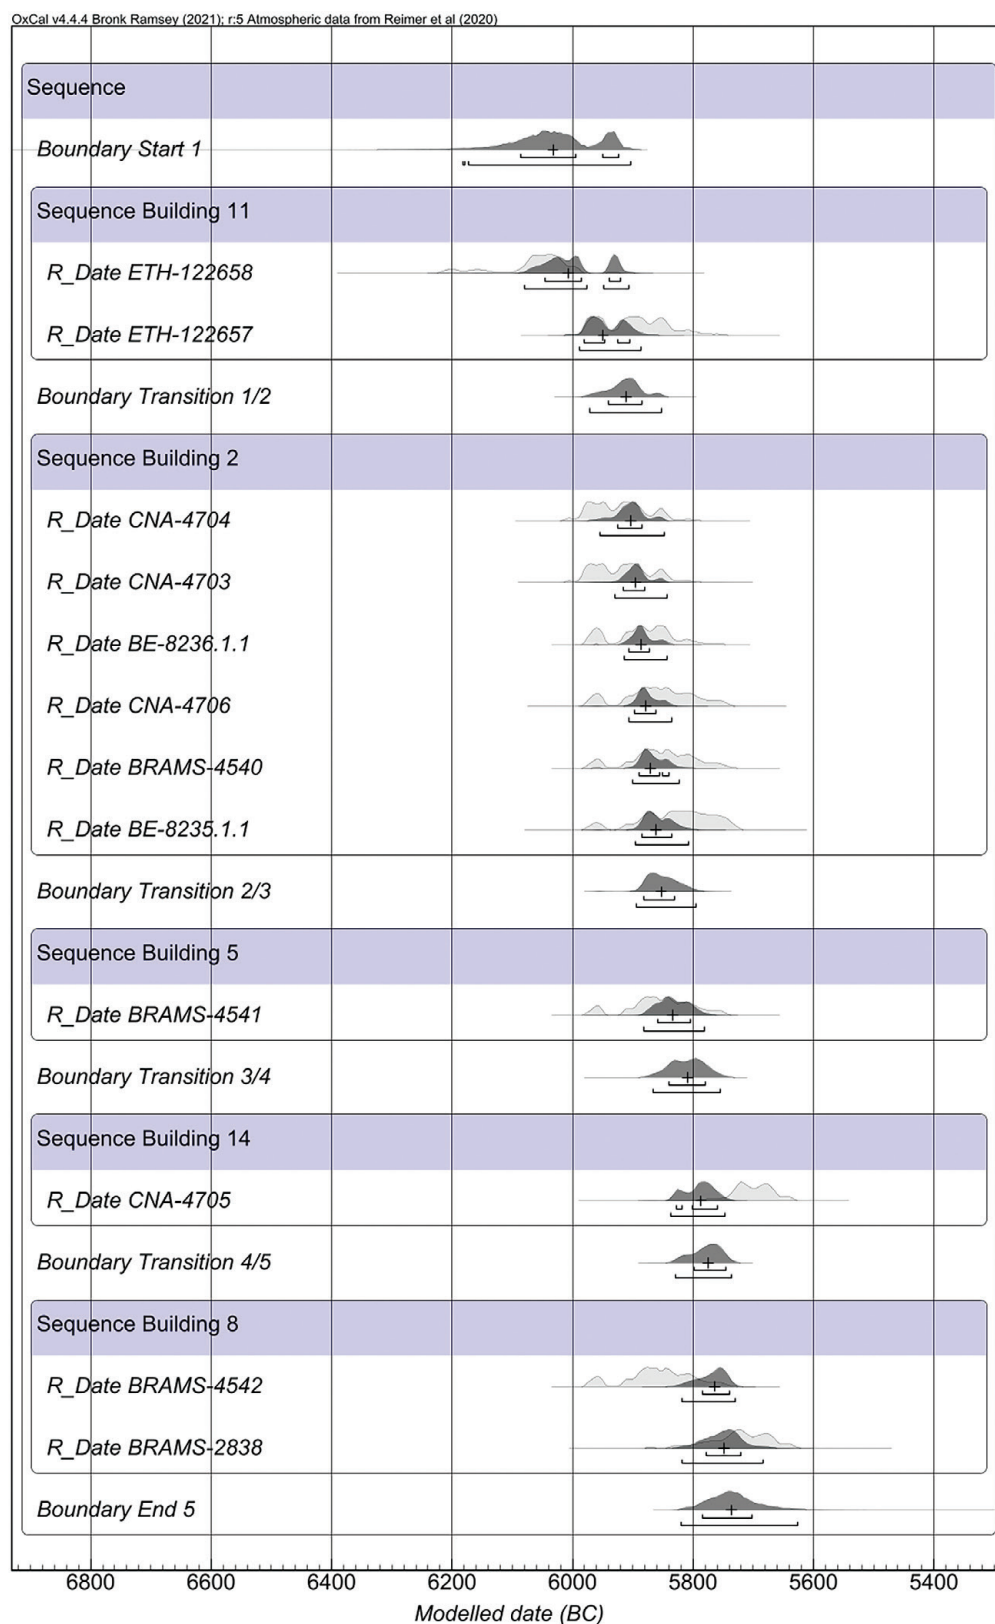 OxCal v4.4.4 Bronk Ramsey (2021); r:5 Atmospheric data from Reimer et al (2020)
Sequence
Boundary Start 1
Sequence Building 11
R_Date ETH-122658
R_Date ETH-122657
Boundary Transition 1/2
Sequence Building 2
R_Date CNA-4704
R_Date CNA-4703
R_Date BE-8236.1.1
R_Date CNA-4706
R_Date BRAMS-4540
R_Date BE-8235.1.1
Boundary Transition 2/3
Sequence Building 5
R_Date BRAMS-4541
Boundary Transition 3/4
Sequence Building 14
R_Date CNA-4705
Boundary Transition 4/5
Sequence Building 8
R_Date BRAMS-4542
R_Date BRAMS-2838
Boundary End 5
6800 6600 6400 6200 6000 5800 5600 5400
Modelled date (BC)